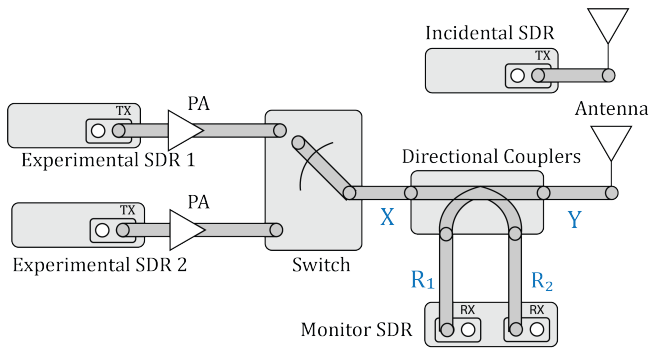 Incidental SDR
TX
Antenna
TX
PA
Experimental SDR 1
Directional Couplers
X
Y
TX
PA
Experimental SDR 2
Switch
R₁
R₂
RX
RX
Monitor SDR